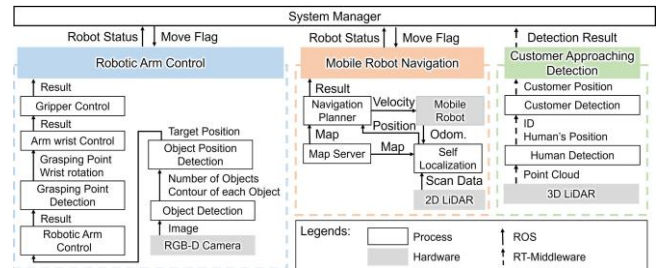 System Manager
Robot Status
Move Flag
Robot Status
Move Flag
Detection Result
Robotic Arm Control
Result
Gripper Control
Result
Arm wrist Control
Grasping Point
Wrist rotation
Grasping Point
Detection
Result
Robotic Arm
Control
Target Position
Object Position
Detection
Number of Objects
Contour of each Object
Object Detection
Image
RGB-D Camera
Mobile Robot Navigation
Result
Navigation
Planner
Velocity
Mobile
Robot
Map
Position
Odom.
Map Server
Map
Self
Localization
Scan Data
2D LiDAR
Customer Approaching
Detection
Customer Position
Customer Detection
ID
Human's Position
Human Detection
Point Cloud
3D LiDAR
Legends:
Process
Hardware
ROS
RT-Middleware